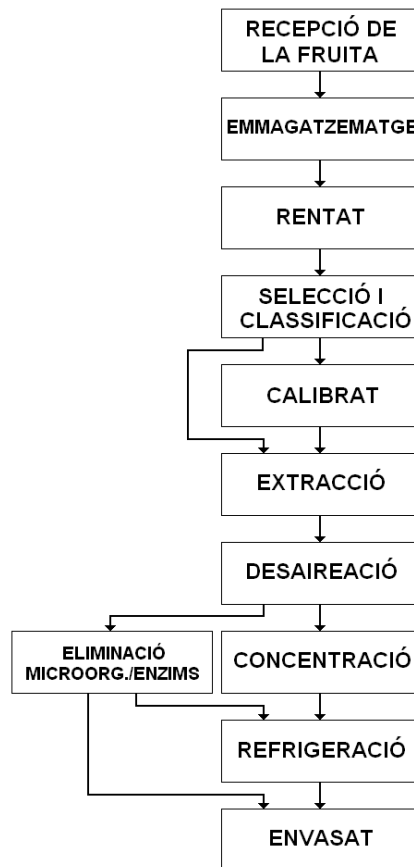 RECEPCIÓ DE
LA FRUITA
EMMAGATZEMATGE
RENTAT
SELECCIÓ I
CLASSIFICACIÓ
CALIBRAT
EXTRACCIÓ
DESAIREACIÓ
ELIMINACIÓ
MICROORG./ENZIMS
CONCENTRACIÓ
REFRIGERACIÓ
ENVASAT